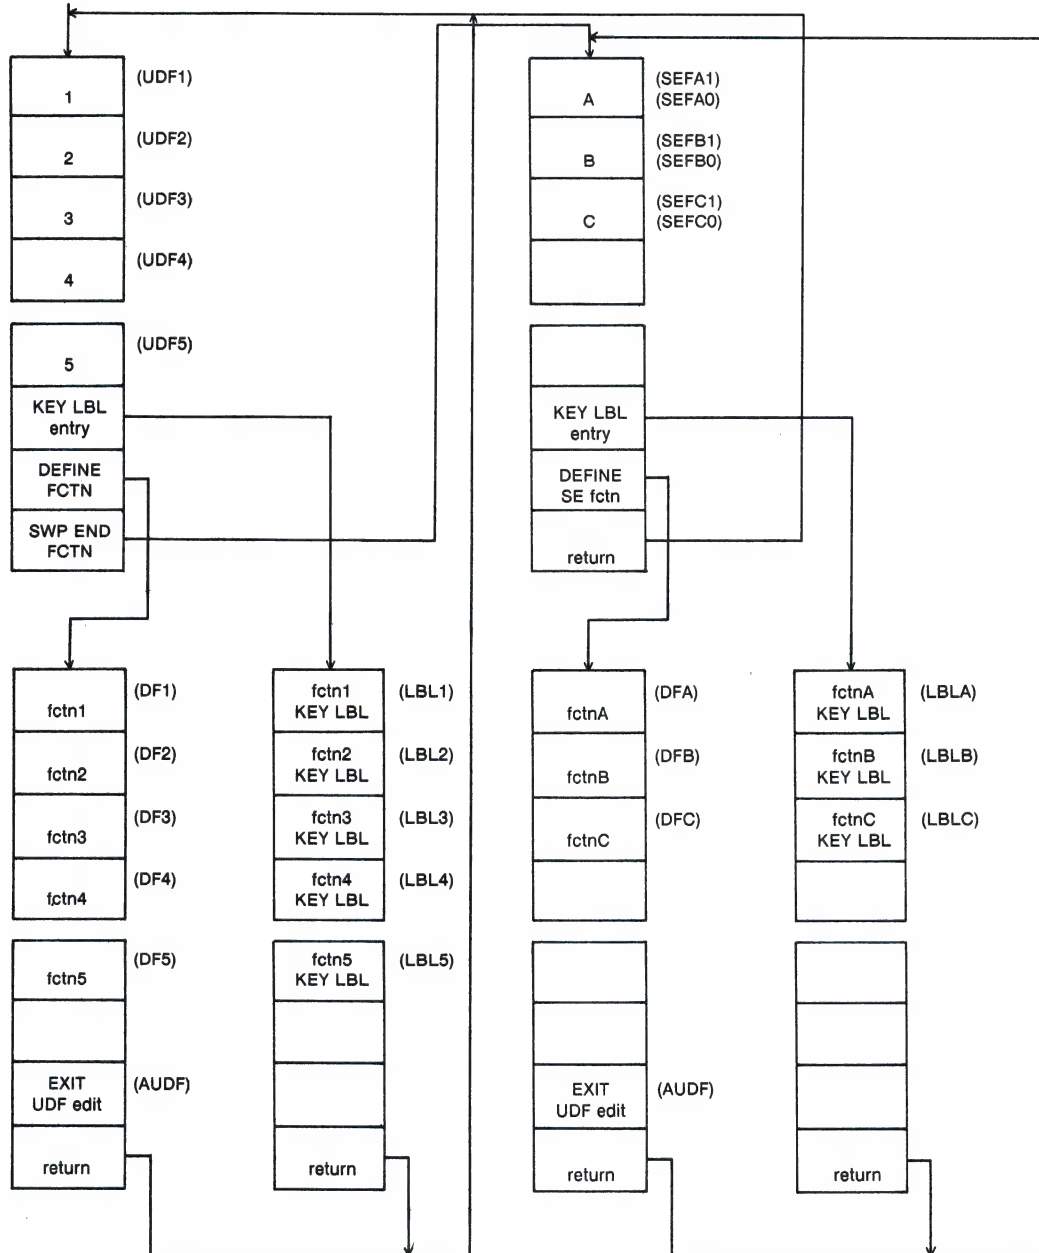 1 (UDF1)
2 (UDF2)
3 (UDF3)
4 (UDF4)
5 (UDF5)
KEY LBL
entry
DEFINE
FCTN
SWP END
FCTN
A (SEFA1)
(SEFA0)
B (SEFB1)
(SEFB0)
C (SEFC1)
(SEFC0)
KEY LBL
entry
DEFINE
SE fctn
return
fctn1 (DF1)
fctn2 (DF2)
fctn3 (DF3)
fctn4 (DF4)
fctn5 (DF5)
EXIT (AUDF)
UDF edit
return
fctn1 (LBL1)
KEY LBL
fctn2 (LBL2)
KEY LBL
fctn3 (LBL3)
KEY LBL
fctn4 (LBL4)
KEY LBL
fctn5 (LBL5)
KEY LBL
return
fctnA (DFA)
fctnB (DFB)
fctnC (DFC)
EXIT (AUDF)
UDF edit
return
fctnA (LBLA)
KEY LBL
fctnB (LBLB)
KEY LBL
fctnC (LBLC)
KEY LBL
return